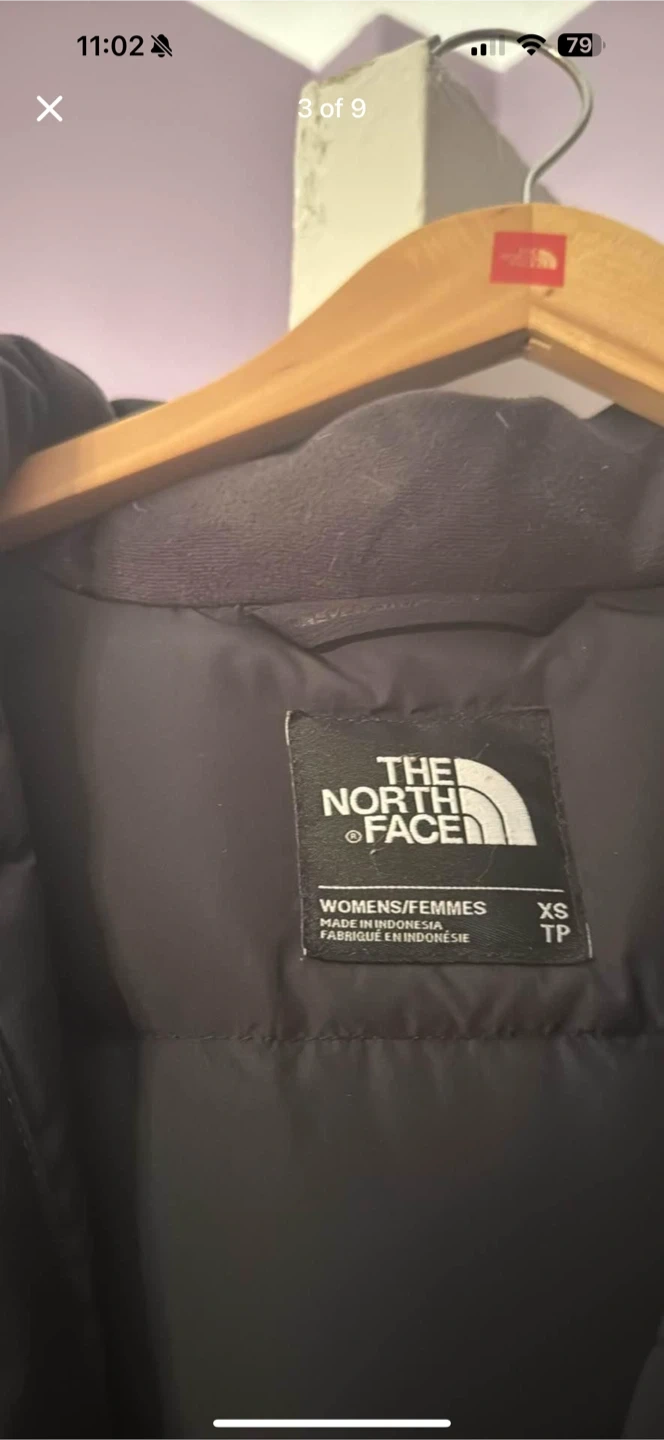 11:02
79
3 of 9
THE
NORTH
® FACE
WOMENS/FEMMES XS
MADE IN INDONESIA TP
FABRIQUÉ EN INDONÉSIE